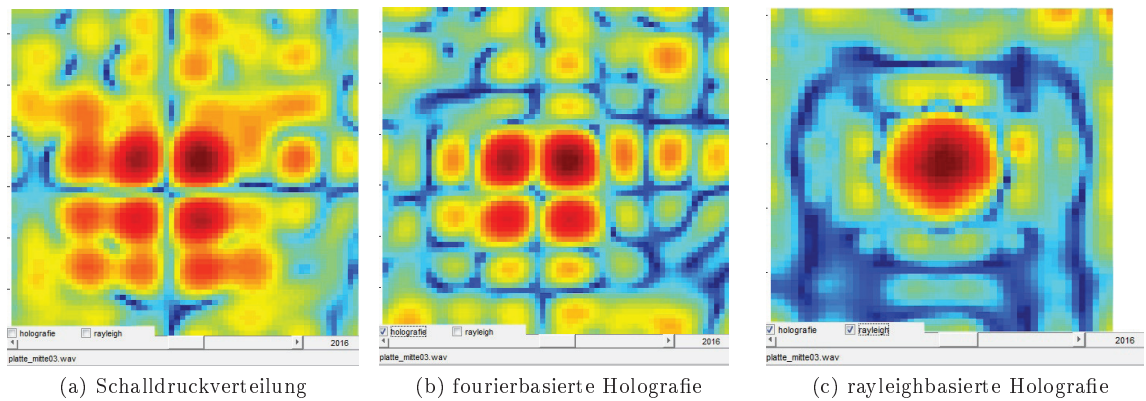 holografie rayleigh
2016
platte_mitte03.wav
(a) Schalldruckverteilung
holografie rayleigh
2016
platte_mitte03.wav
(b) fourierbasierte Holografie
holografie rayleigh
2016
platte_mitte03.wav
(c) rayleighbasierte Holografie